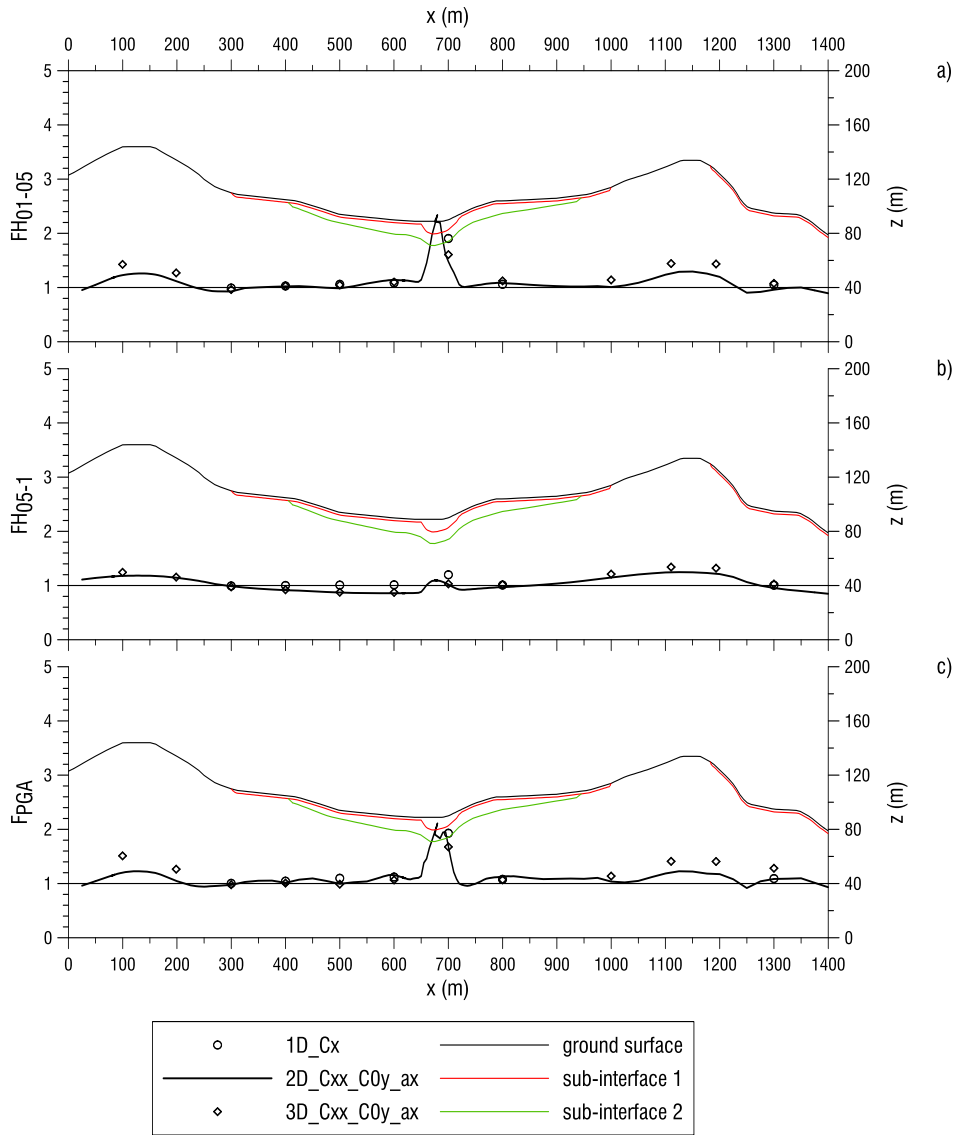 x (m)
0 100 200 300 400 500 600 700 800 900 1000 1100 1200 1300 1400
a)
5 200
4 160
3 120
2 80
1 40
0 0
FH01-05
z (m)
b)
5 200
4 160
3 120
2 80
1 40
0 0
FH05-1
z (m)
c)
5 200
4 160
3 120
2 80
1 40
0 0
FPGA
z (m)
0 100 200 300 400 500 600 700 800 900 1000 1100 1200 1300 1400
x (m)
1D_Cx ground surface
2D_Cxx_C0y_ax sub-interface 1
3D_Cxx_C0y_ax sub-interface 2